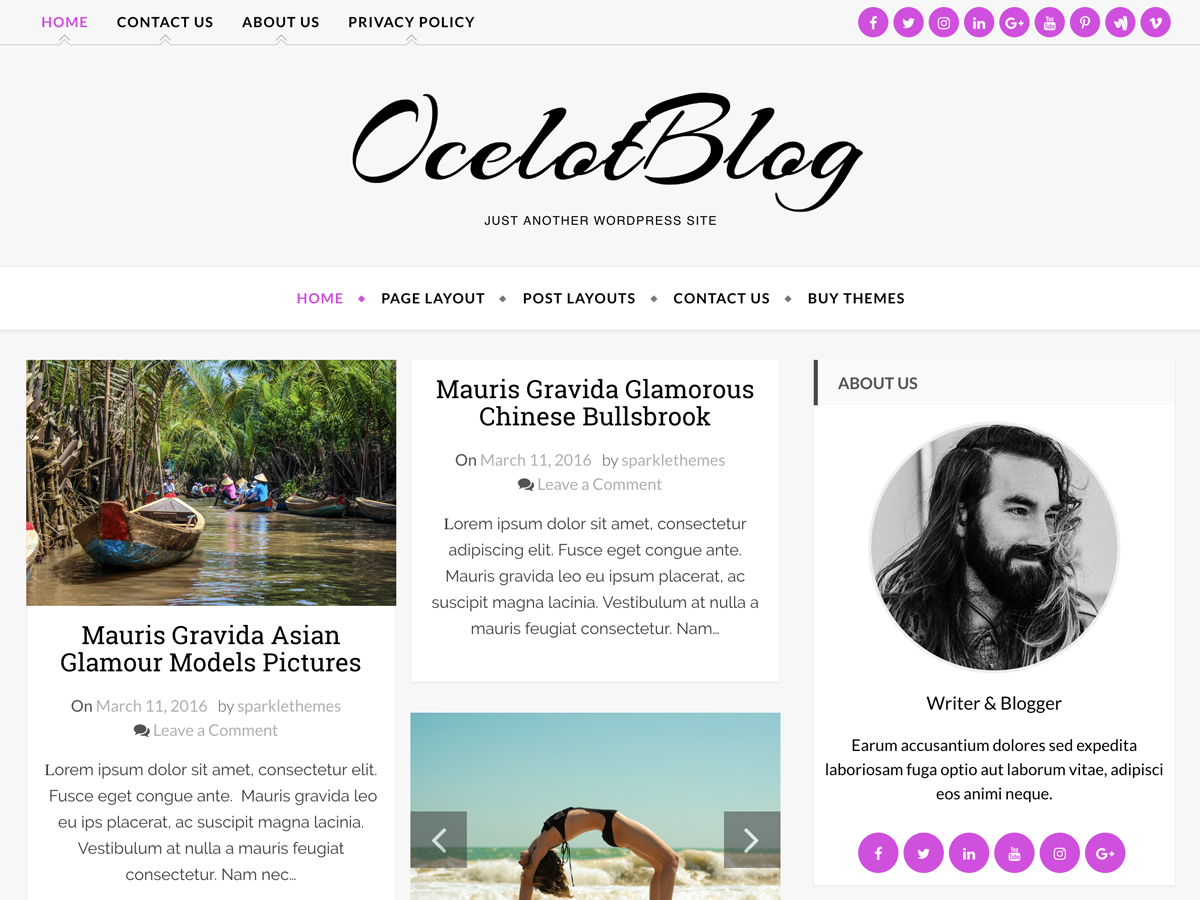 HOME CONTACT US ABOUT US PRIVACY POLICY
OcelotBlog
JUST ANOTHER WORDPRESS SITE
HOME PAGE LAYOUT POST LAYOUTS CONTACT US BUY THEMES
Mauris Gravida Asian
Glamour Models Pictures
On March 11, 2016 by sparklethemes
Leave a Comment
Lorem ipsum dolor sit amet, consectetur elit.
Fusce eget congue ante. Mauris gravida leo
eu ips placerat, ac suscipit magna lacinia.
Vestibulum at nulla a mauris feugiat
consectetur. Nam nec…
Mauris Gravida Glamorous
Chinese Bullsbrook
On March 11, 2016 by sparklethemes
Leave a Comment
Lorem ipsum dolor sit amet, consectetur
adipiscing elit. Fusce eget congue ante.
Mauris gravida leo eu ipsum placerat, ac
suscipit magna lacinia. Vestibulum at nulla a
mauris feugiat consectetur. Nam…
ABOUT US
Writer & Blogger
Earum accusantium dolores sed expedita
laboriosam fuga optio aut laborum vitae, adipisci
eos animi neque.